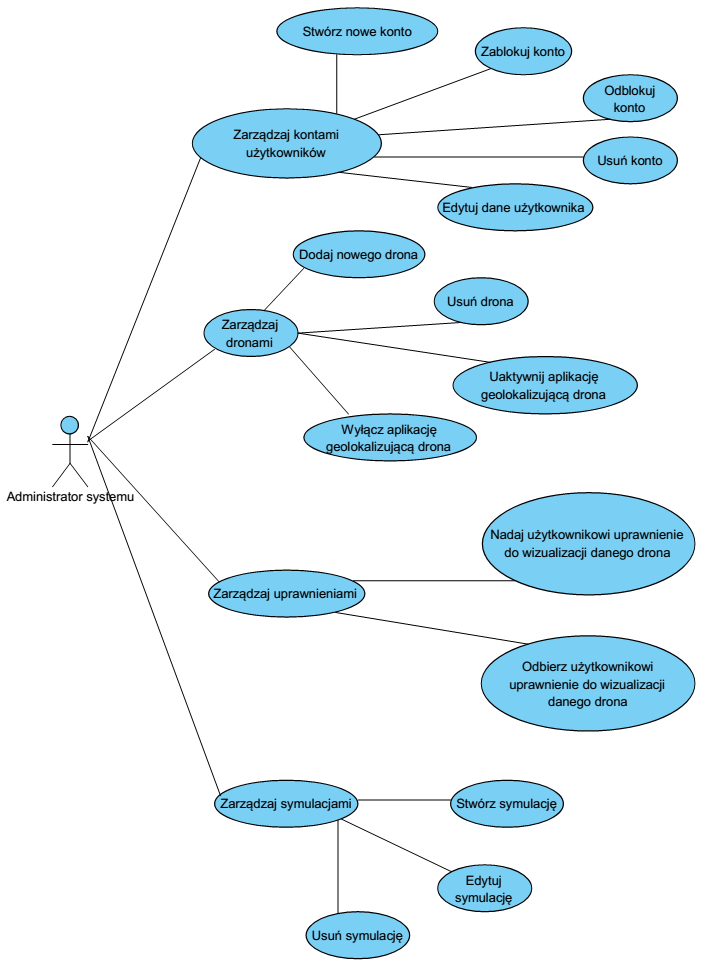 Stwórz nowe konto
Zablokuj konto
Odblokuj
konto
Zarządzaj kontami
użytkowników
Usuń konto
Edytuj dane użytkownika
Dodaj nowego drona
Usuń drona
Zarządzaj
dronami
Uaktywnij aplikację
geolokalizującą drona
Wyłącz aplikację
geolokalizującą drona
Administrator systemu
Nadaj użytkownikowi uprawnienie
do wizualizacji danego drona
Zarządzaj uprawnieniami
Odbierz użytkownikowi
uprawnienie do wizualizacji
danego drona
Zarządzaj symulacjami
Stwórz symulację
Edytuj
symulację
Usuń symulację